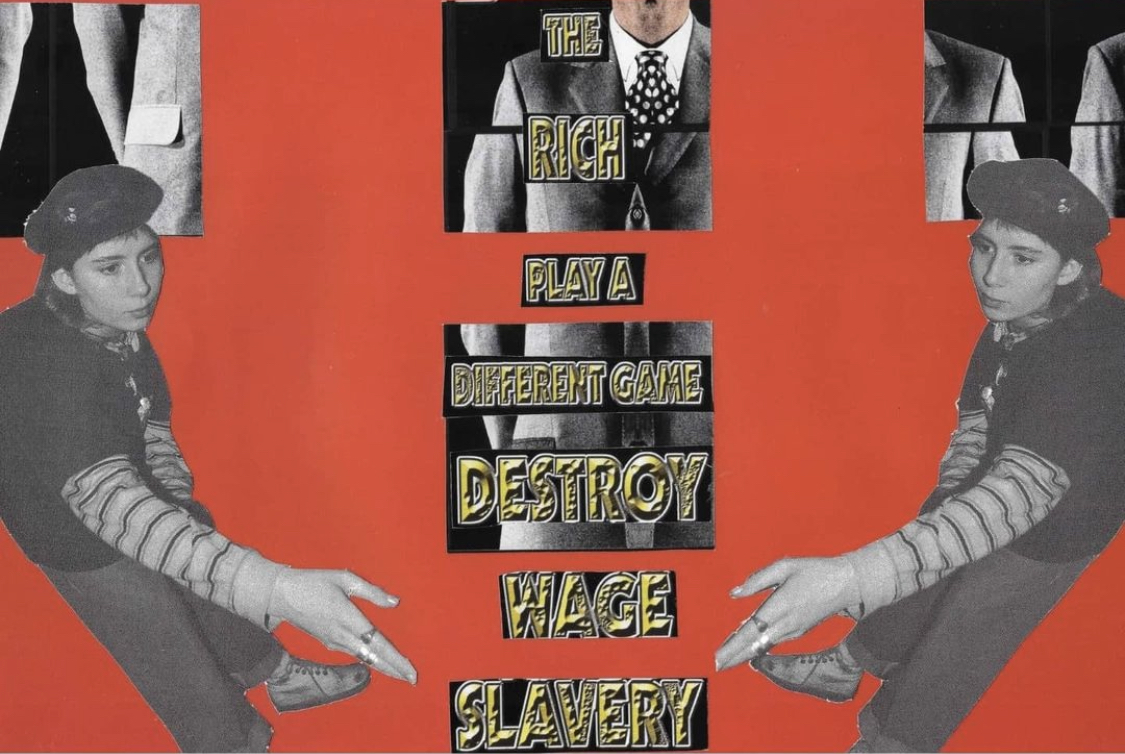 THE
RICH
PLAY A
DIFFERENT GAME
DESTROY
WAGE
SLAVERY